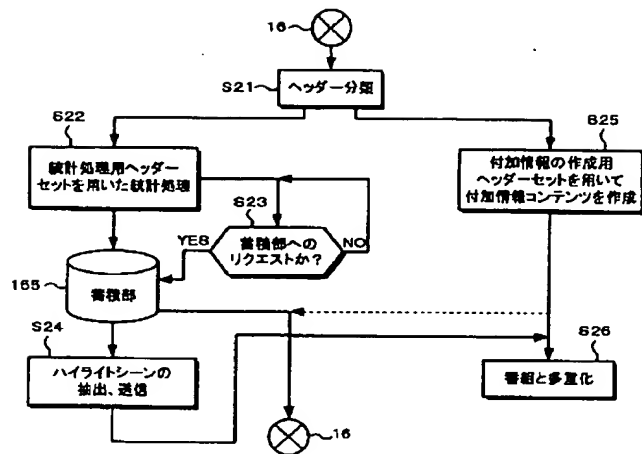 16
S21
ヘッダー分類
S22
統計処理用ヘッダー
セットを用いた統計処理
S25
付加情報の作成用
ヘッダーセットを用いて
付加情報コンテンツを作成
S23
YES
蓄積部への
リクエストか？
NO
165
蓄積部
S24
ハイライトシーンの
抽出、送信
S26
番組と多重化
16